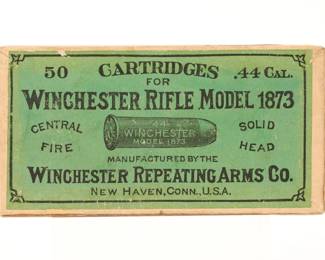 50 CARTRIDGES .44 CAL.
FOR
WINCHESTER RIFLE MODEL 1873
CENTRAL FIRE
.44
WINCHESTER
MODEL 1873
SOLID HEAD
MANUFACTURED BY THE
WINCHESTER REPEATING ARMS CO.
NEW HAVEN, CONN., U.S.A.